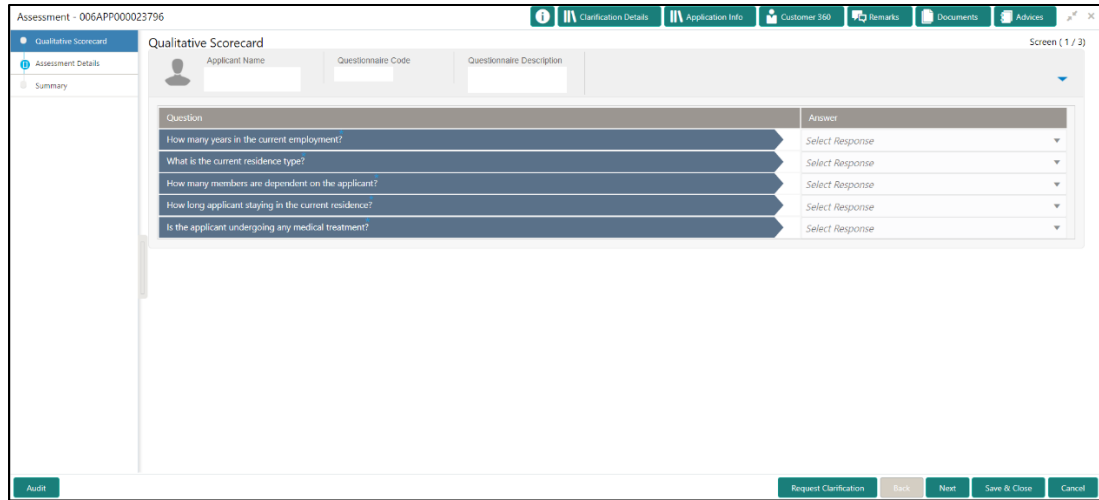 Assessment - 006APP000023796
Clarification Details
Application Info
Customer 360
Remarks
Documents
Advices
Qualitative Scorecard
Assessment Details
Summary
Qualitative Scorecard
Screen ( 1 / 3)
Applicant Name
Questionnaire Code
Questionnaire Description
Question
Answer
How many years in the current employment?
Select Response
What is the current residence type?
Select Response
How many members are dependent on the applicant?
Select Response
How long applicant staying in the current residence?
Select Response
Is the applicant undergoing any medical treatment?
Select Response
Audit
Request Clarification
Back
Next
Save & Close
Cancel